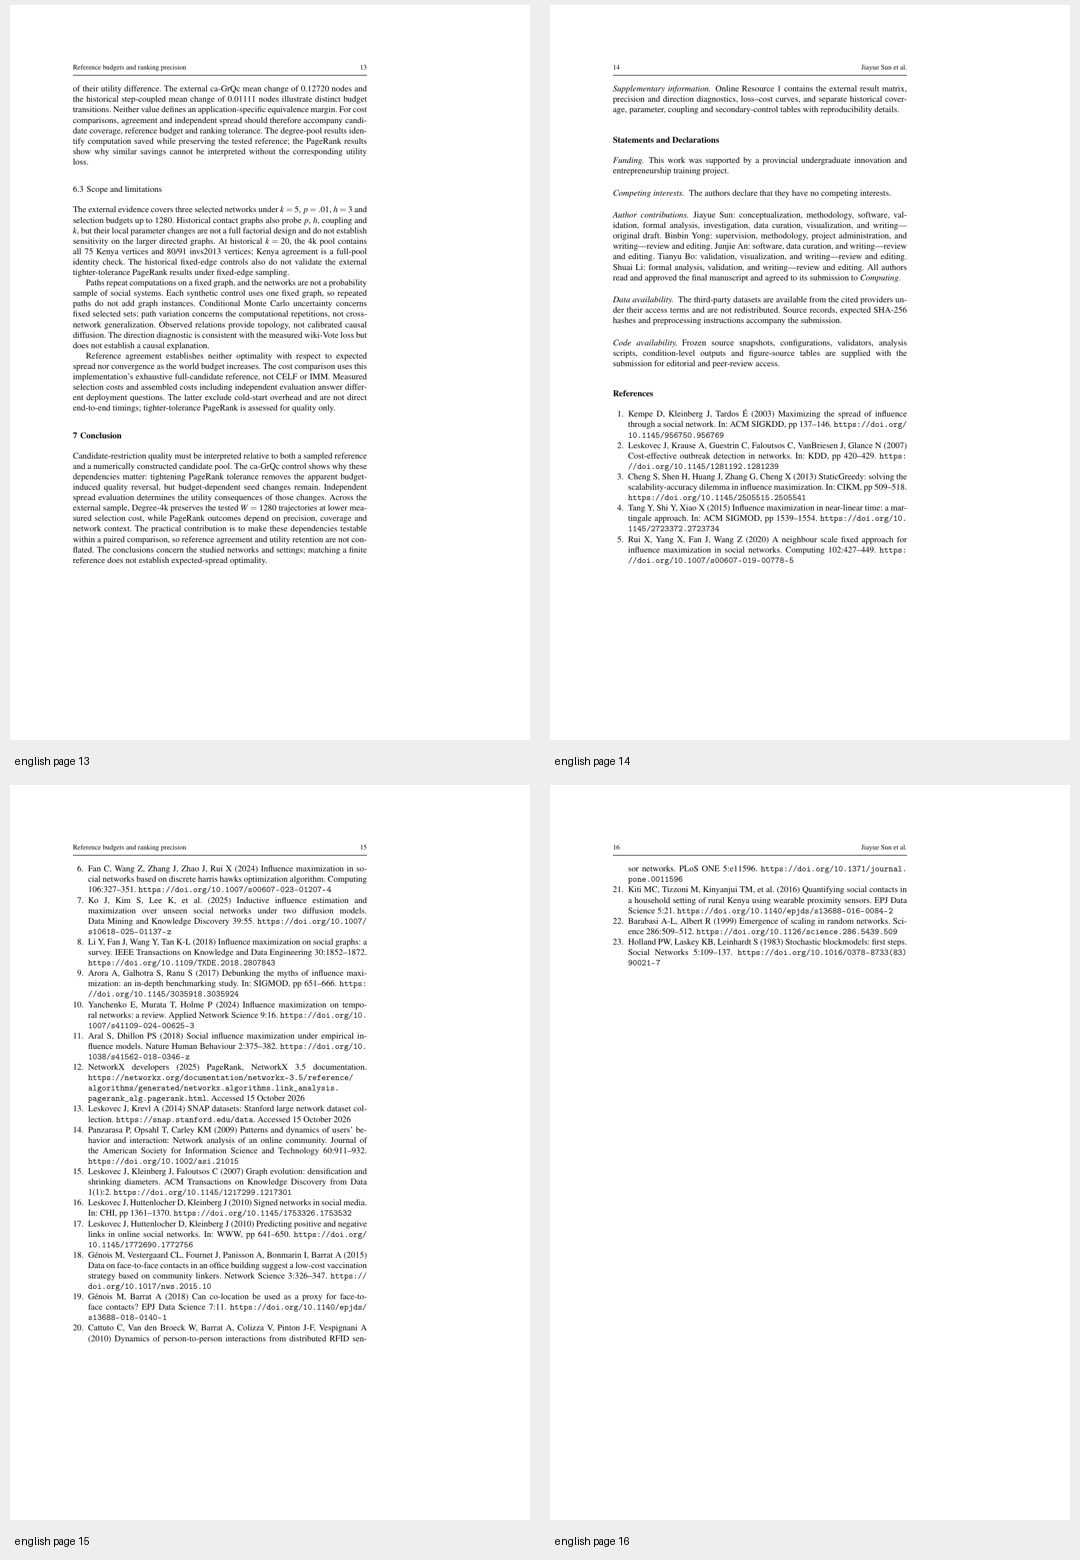 Reference budgets and ranking precision 13
of their utility difference. The external ca-GrQc mean change of 0.12720 nodes and
the historical step-coupled mean change of 0.01111 nodes illustrate distinct budget
transitions. Neither value defines an application-specific equivalence margin. For cost
comparisons, agreement and independent spread should therefore accompany candi-
date coverage, reference budget and ranking tolerance. The degree-pool results iden-
tify computation saved while preserving the tested reference; the PageRank results
show why similar savings cannot be interpreted without the corresponding utility
loss.
6.3 Scope and limitations
The external evidence covers three selected networks under k = 5, p = .01, h = 3 and
selection budgets up to 1280. Historical contact graphs also probe p, h, coupling and
k, but their local parameter changes are not a full factorial design and do not establish
sensitivity on the larger directed graphs. At historical k = 20, the 4k pool contains
all 75 Kenya vertices and 80/91 invs2013 vertices; Kenya agreement is a full-pool
identity check. The historical fixed-edge controls also do not validate the external
tighter-tolerance PageRank results under fixed-edge sampling.
Paths repeat computations on a fixed graph, and the networks are not a probability
sample of social systems. Each synthetic control uses one fixed graph, so repeated
paths do not add graph instances. Conditional Monte Carlo uncertainty concerns
fixed selected sets; path variation concerns the computational repetitions, not cross-
network generalization. Observed relations provide topology, not calibrated causal
diffusion. The direction diagnostic is consistent with the measured wiki-Vote loss but
does not establish a causal explanation.
Reference agreement establishes neither optimality with respect to expected
spread nor convergence as the world budget increases. The cost comparison uses this
implementation's exhaustive full-candidate reference, not CELF or IMM. Measured
selection costs and assembled costs including independent evaluation answer differ-
ent deployment questions. The latter exclude cold-start overhead and are not direct
end-to-end timings; tighter-tolerance PageRank is assessed for quality only.
7 Conclusion
Candidate-restriction quality must be interpreted relative to both a sampled reference
and a numerically constructed candidate pool. The ca-GrQc control shows why these
dependencies matter: tightening PageRank tolerance removes the apparent budget-
induced quality reversal, but budget-dependent seed changes remain. Independent
spread evaluation determines the utility consequences of those changes. Across the
external sample, Degree-4k preserves the tested W = 1280 trajectories at lower mea-
sured selection cost, while PageRank outcomes depend on precision, coverage and
network context. The practical contribution is to make these dependencies testable
within a paired comparison, so reference agreement and utility retention are not con-
flated. The conclusions concern the studied networks and settings; matching a finite
reference does not establish expected-spread optimality.
english page 13
14 Jiayue Sun et al.
Supplementary information. Online Resource 1 contains the external result matrix,
precision and direction diagnostics, loss–cost curves, and separate historical cover-
age, parameter, coupling and secondary-control tables with reproducibility details.
Statements and Declarations
Funding. This work was supported by a provincial undergraduate innovation and
entrepreneurship training project.
Competing interests. The authors declare that they have no competing interests.
Author contributions. Jiayue Sun: conceptualization, methodology, software, val-
idation, formal analysis, investigation, data curation, visualization, and writing—
original draft. Binbin Yong: supervision, methodology, project administration, and
writing—review and editing. Junjie An: software, data curation, and writing—review
and editing. Tianyu Bo: validation, visualization, and writing—review and editing.
Shuai Li: formal analysis, validation, and writing—review and editing. All authors
read and approved the final manuscript and agreed to its submission to Computing.
Data availability. The third-party datasets are available from the cited providers un-
der their access terms and are not redistributed. Source records, expected SHA-256
hashes and preprocessing instructions accompany the submission.
Code availability. Frozen source snapshots, configurations, validators, analysis
scripts, condition-level outputs and figure-source tables are supplied with the
submission for editorial and peer-review access.
References
1. Kempe D, Kleinberg J, Tardos É (2003) Maximizing the spread of influence
through a social network. In: ACM SIGKDD, pp 137–146. https://doi.org/
10.1145/956750.956769
2. Leskovec J, Krause A, Guestrin C, Faloutsos C, VanBriesen J, Glance N (2007)
Cost-effective outbreak detection in networks. In: KDD, pp 420–429. https:
//doi.org/10.1145/1281192.1281239
3. Cheng S, Shen H, Huang J, Zhang G, Cheng X (2013) StaticGreedy: solving the
scalability-accuracy dilemma in influence maximization. In: CIKM, pp 509–518.
https://doi.org/10.1145/2505515.2505541
4. Tang Y, Shi Y, Xiao X (2015) Influence maximization in near-linear time: a mar-
tingale approach. In: ACM SIGMOD, pp 1539–1554. https://doi.org/10.
1145/2723372.2723734
5. Rui X, Yang X, Fan J, Wang Z (2020) A neighbour scale fixed approach for
influence maximization in social networks. Computing 102:427–449. https:
//doi.org/10.1007/s00607-019-00778-5
english page 14
Reference budgets and ranking precision 15
6. Fan C, Wang Z, Zhang J, Zhao J, Rui X (2024) Influence maximization in so-
cial networks based on discrete harris hawks optimization algorithm. Computing
106:327–351. https://doi.org/10.1007/s00607-023-01207-4
7. Ko J, Kim S, Lee K, et al. (2025) Inductive influence estimation and
maximization over unseen social networks under two diffusion models.
Data Mining and Knowledge Discovery 39:55. https://doi.org/10.1007/
s10618-025-01137-z
8. Li Y, Fan J, Wang Y, Tan K-L (2018) Influence maximization on social graphs: a
survey. IEEE Transactions on Knowledge and Data Engineering 30:1852–1872.
https://doi.org/10.1109/TKDE.2018.2807843
9. Arora A, Galhotra S, Ranu S (2017) Debunking the myths of influence maxi-
mization: an in-depth benchmarking study. In: SIGMOD, pp 651–666. https:
//doi.org/10.1145/3035918.3035924
10. Yanchenko E, Murata T, Holme P (2024) Influence maximization on tempo-
ral networks: a review. Applied Network Science 9:16. https://doi.org/10.
1007/s41109-024-00625-3
11. Aral S, Dhillon PS (2018) Social influence maximization under empirical in-
fluence models. Nature Human Behaviour 2:375–382. https://doi.org/10.
1038/s41562-018-0346-z
12. NetworkX developers (2025) PageRank, NetworkX 3.5 documentation.
https://networkx.org/documentation/networkx-3.5/reference/
algorithms/generated/networkx.algorithms.link_analysis.
pagerank_alg.pagerank.html. Accessed 15 October 2026
13. Leskovec J, Krevl A (2014) SNAP datasets: Stanford large network dataset col-
lection. https://snap.stanford.edu/data. Accessed 15 October 2026
14. Panzarasa P, Opsahl T, Carley KM (2009) Patterns and dynamics of users' be-
havior and interaction: Network analysis of an online community. Journal of
the American Society for Information Science and Technology 60:911–932.
https://doi.org/10.1002/asi.21015
15. Leskovec J, Kleinberg J, Faloutsos C (2007) Graph evolution: densification and
shrinking diameters. ACM Transactions on Knowledge Discovery from Data
1(1):2. https://doi.org/10.1145/1217299.1217301
16. Leskovec J, Huttenlocher D, Kleinberg J (2010) Signed networks in social media.
In: CHI, pp 1361–1370. https://doi.org/10.1145/1753326.1753532
17. Leskovec J, Huttenlocher D, Kleinberg J (2010) Predicting positive and negative
links in online social networks. In: WWW, pp 641–650. https://doi.org/
10.1145/1772690.1772756
18. Génois M, Vestergaard CL, Fournet J, Panisson A, Bonmarin I, Barrat A (2015)
Data on face-to-face contacts in an office building suggest a low-cost vaccination
strategy based on community linkers. Network Science 3:326–347. https://
doi.org/10.1017/nws.2015.10
19. Génois M, Barrat A (2018) Can co-location be used as a proxy for face-to-
face contacts? EPJ Data Science 7:11. https://doi.org/10.1140/epjds/
s13688-018-0140-1
20. Cattuto C, Van den Broeck W, Barrat A, Colizza V, Pinton J-F, Vespignani A
(2010) Dynamics of person-to-person interactions from distributed RFID sen-
english page 15
16 Jiayue Sun et al.
sor networks. PLoS ONE 5:e11596. https://doi.org/10.1371/journal.
pone.0011596
21. Kiti MC, Tizzoni M, Kinyanjui TM, et al. (2016) Quantifying social contacts in
a household setting of rural Kenya using wearable proximity sensors. EPJ Data
Science 5:21. https://doi.org/10.1140/epjds/s13688-016-0084-2
22. Barabasi A-L, Albert R (1999) Emergence of scaling in random networks. Sci-
ence 286:509–512. https://doi.org/10.1126/science.286.5439.509
23. Holland PW, Laskey KB, Leinhardt S (1983) Stochastic blockmodels: first steps.
Social Networks 5:109–137. https://doi.org/10.1016/0378-8733(83)
90021-7
english page 16